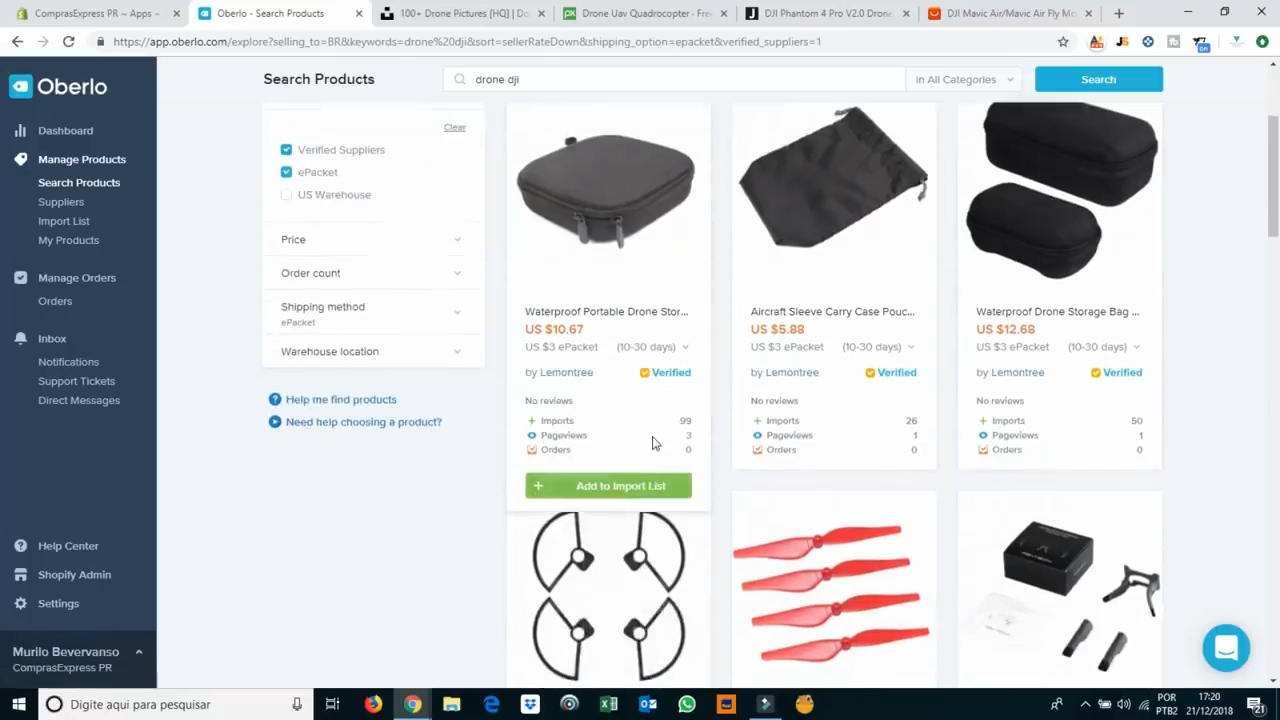 ComprasExpress PR ~ Apps ~
Oberlo - Search Products
100+ Drone Pictures [HQ] | Do
Drone Uav Quadrocopter - Free
DJI Phantom 4 Pro V2.0 Drone
DJI Mavic Air/Mavic Air Fly Mo
https://app.oberlo.com/explore?selling_to=BR&keywords=drone%20dji&sort=sellerRateDown&shipping_option=epacket&verified_suppliers=1
Oberlo
Search Products
drone dji
in All Categories
Search
Dashboard
Manage Products
Search Products
Suppliers
Import List
My Products
Manage Orders
Orders
Inbox
Notifications
Support Tickets
Direct Messages
Help Center
Shopify Admin
Settings
Murilo Bevervanso
ComprasExpress PR
Clear
Verified Suppliers
ePacket
US Warehouse
Price
Order count
Shipping method
ePacket
Warehouse location
Help me find products
Need help choosing a product?
Waterproof Portable Drone Stor...
US $10.67
US $3 ePacket (10-30 days)
by Lemontree Verified
No reviews
Imports 99
Pageviews 3
Orders 0
Add to Import List
Aircraft Sleeve Carry Case Pouc...
US $5.88
US $3 ePacket (10-30 days)
by Lemontree Verified
No reviews
Imports 26
Pageviews 1
Orders 0
Waterproof Drone Storage Bag ...
US $12.68
US $3 ePacket (10-30 days)
by Lemontree Verified
No reviews
Imports 50
Pageviews 1
Orders 0
Digite aqui para pesquisar
POR
PTB2
17:20
21/12/2018